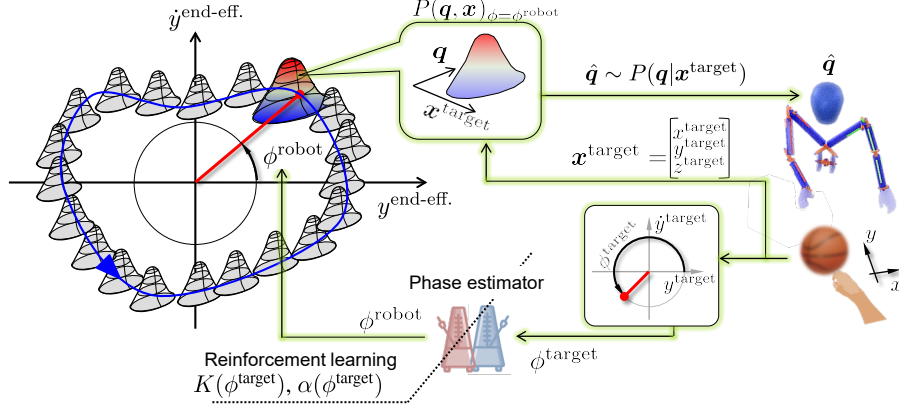 ẏ^end-eff.
P(q, x)_ϕ=ϕ^robot
q
x^target
q̂ ∼ P(q|x^target)
q̂
ϕ^robot
x^target = [x^target
y^target
z^target]
y^end-eff.
ẏ^target
ϕ^target
y^target
y
x
Phase estimator
ϕ^robot
ϕ^target
Reinforcement learning
K(ϕ^target), α(ϕ^target)